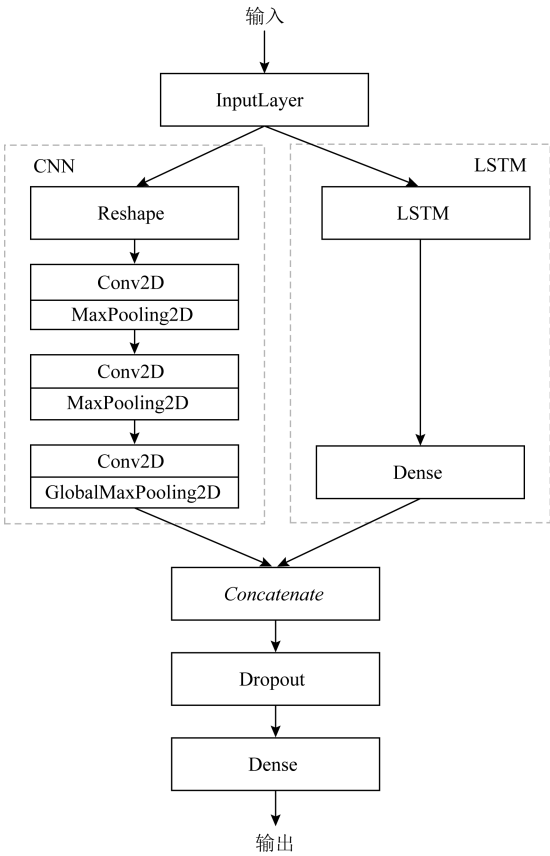 输入
InputLayer
CNN
Reshape
Conv2D
MaxPooling2D
Conv2D
MaxPooling2D
Conv2D
GlobalMaxPooling2D
LSTM
LSTM
Dense
Concatenate
Dropout
Dense
输出